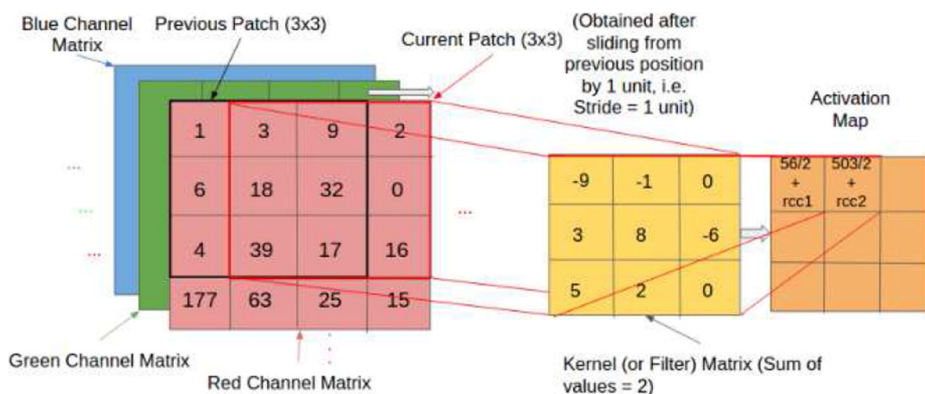 Blue Channel
Matrix
Previous Patch (3x3)
Current Patch (3x3)
(Obtained after
sliding from
previous position
by 1 unit, i.e.
Stride = 1 unit)
Activation
Map
1 3 9 2
6 18 32 0
4 39 17 16
177 63 25 15
...
...
...
...
-9 -1 0
3 8 -6
5 2 0
56/2
+
rcc1
503/2
+
rcc2
Green Channel Matrix
Red Channel Matrix
Kernel (or Filter) Matrix (Sum of
values = 2)